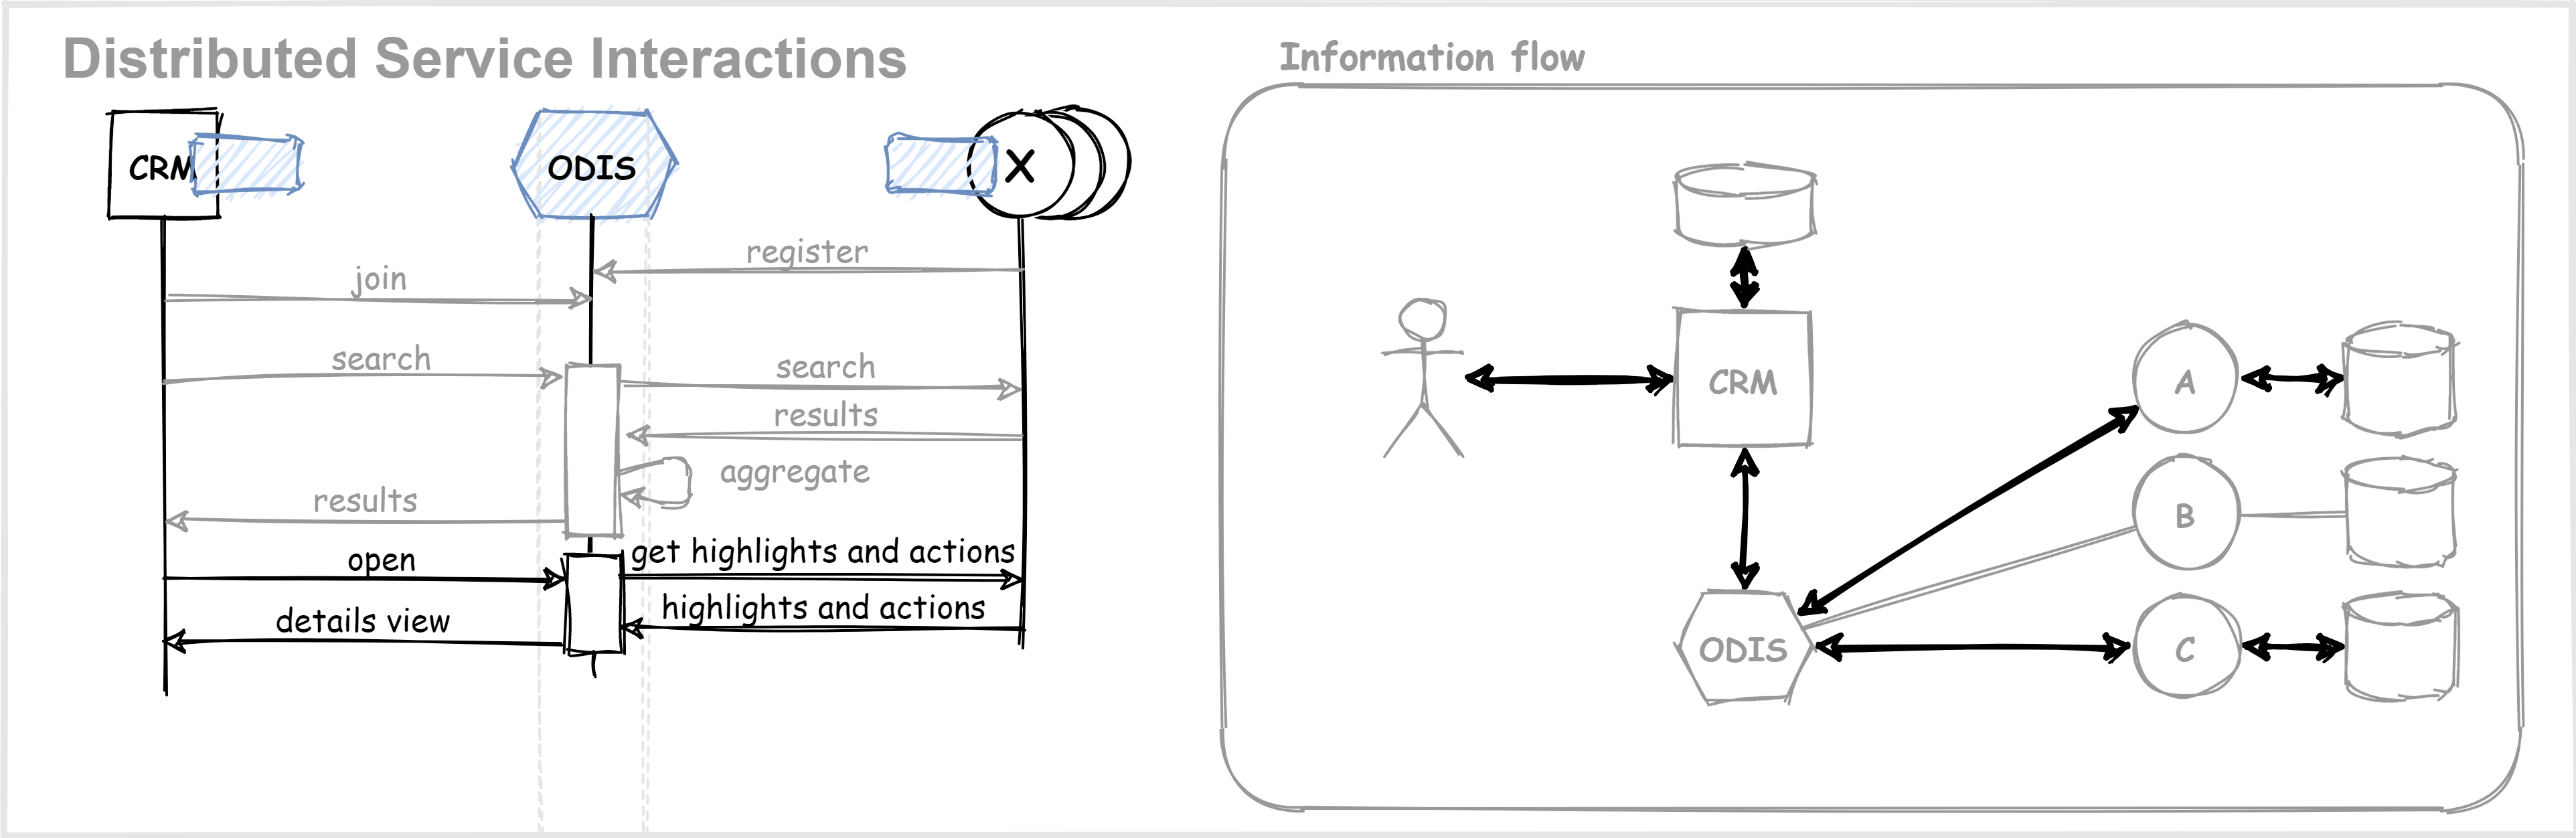 Distributed Service Interactions
CRM
ODIS
X
register
join
search
search
results
aggregate
results
open
get highlights and actions
highlights and actions
details view
Information flow
CRM
A
B
ODIS
C